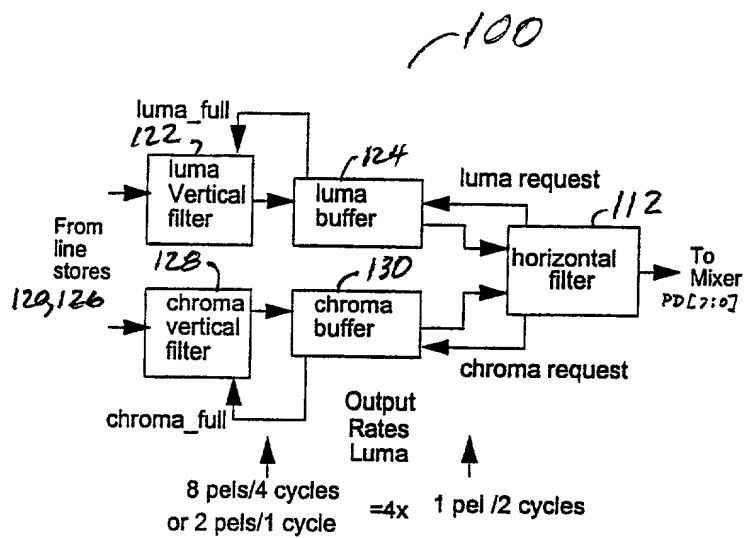 100
luma_full
122
luma
Vertical
filter
124
luma
buffer
luma request
112
From
line
stores
120,126
horizontal
filter
To
Mixer
PD[7:0]
128
chroma
vertical
filter
130
chroma
buffer
chroma request
chroma_full
Output
Rates
Luma
8 pels/4 cycles
or 2 pels/1 cycle
=4x
1 pel /2 cycles